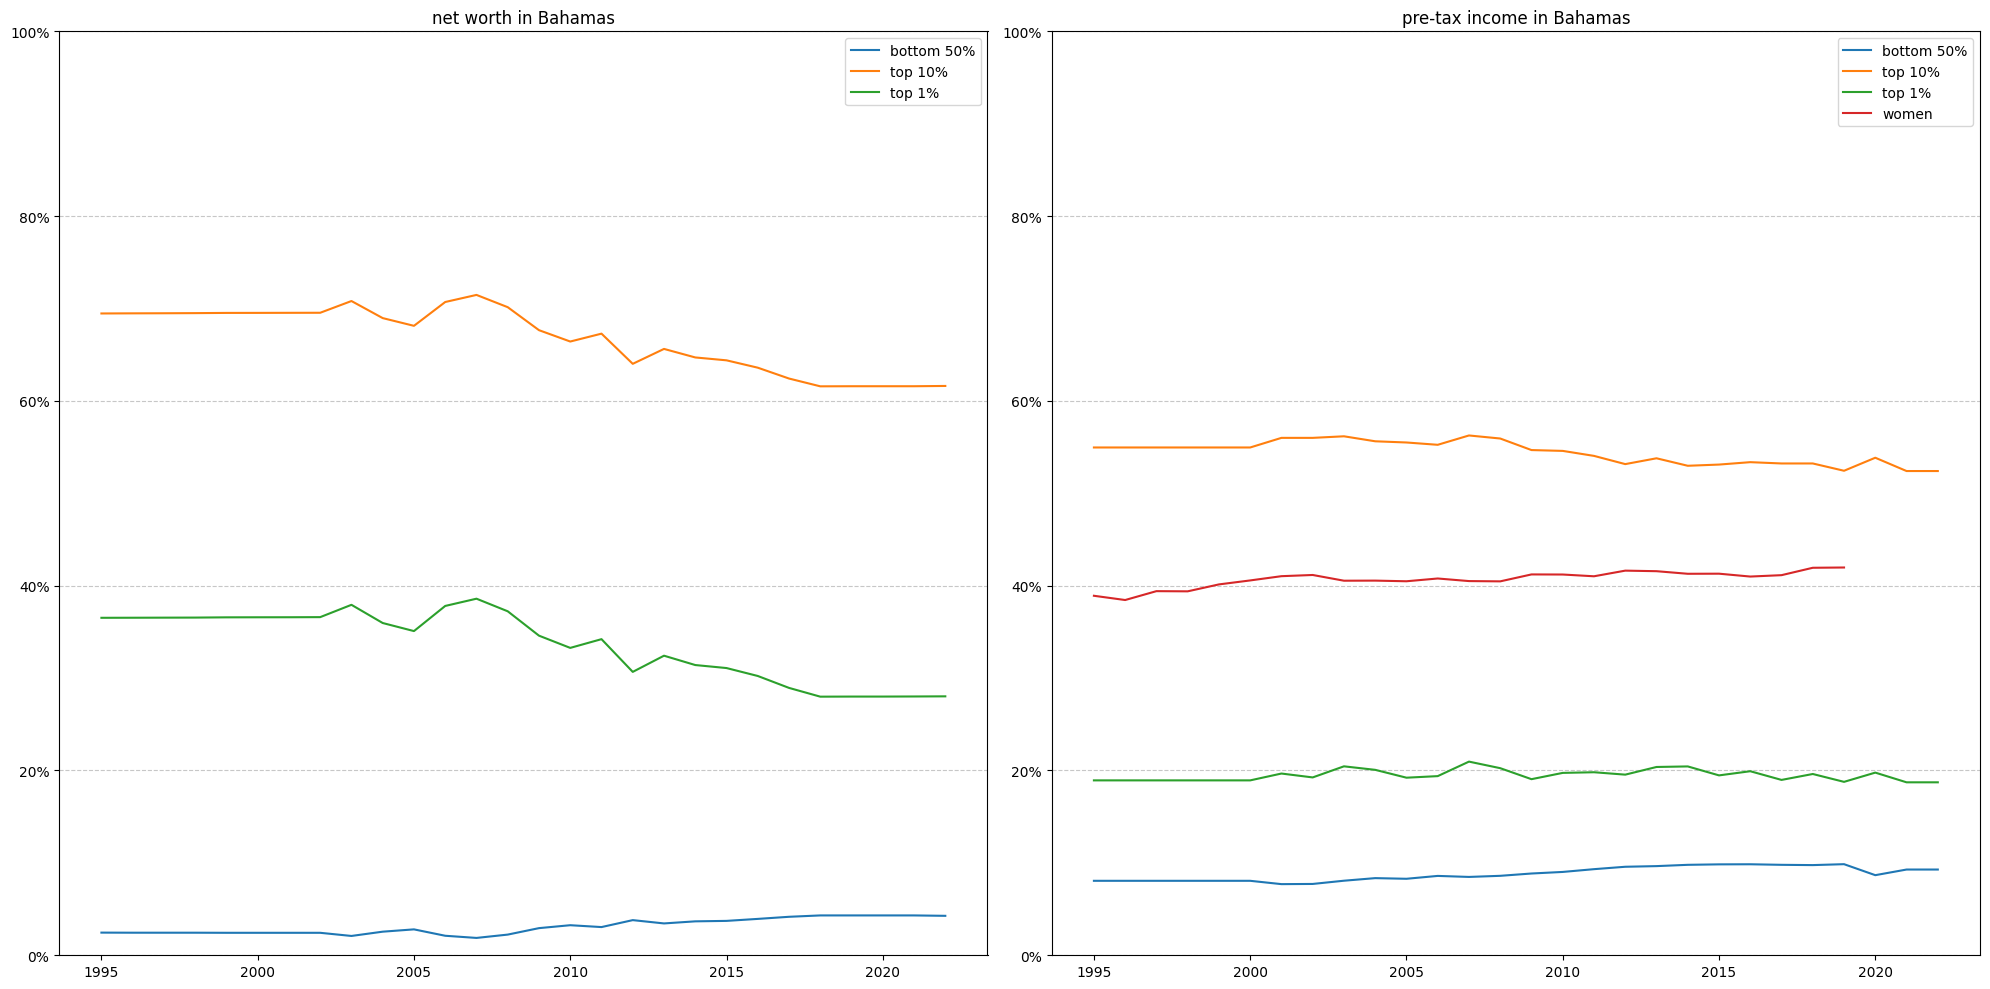 net worth in Bahamas
100%
80%
60%
40%
20%
0%
1995 2000 2005 2010 2015 2020
bottom 50%
top 10%
top 1%
pre-tax income in Bahamas
100%
80%
60%
40%
20%
0%
1995 2000 2005 2010 2015 2020
bottom 50%
top 10%
top 1%
women